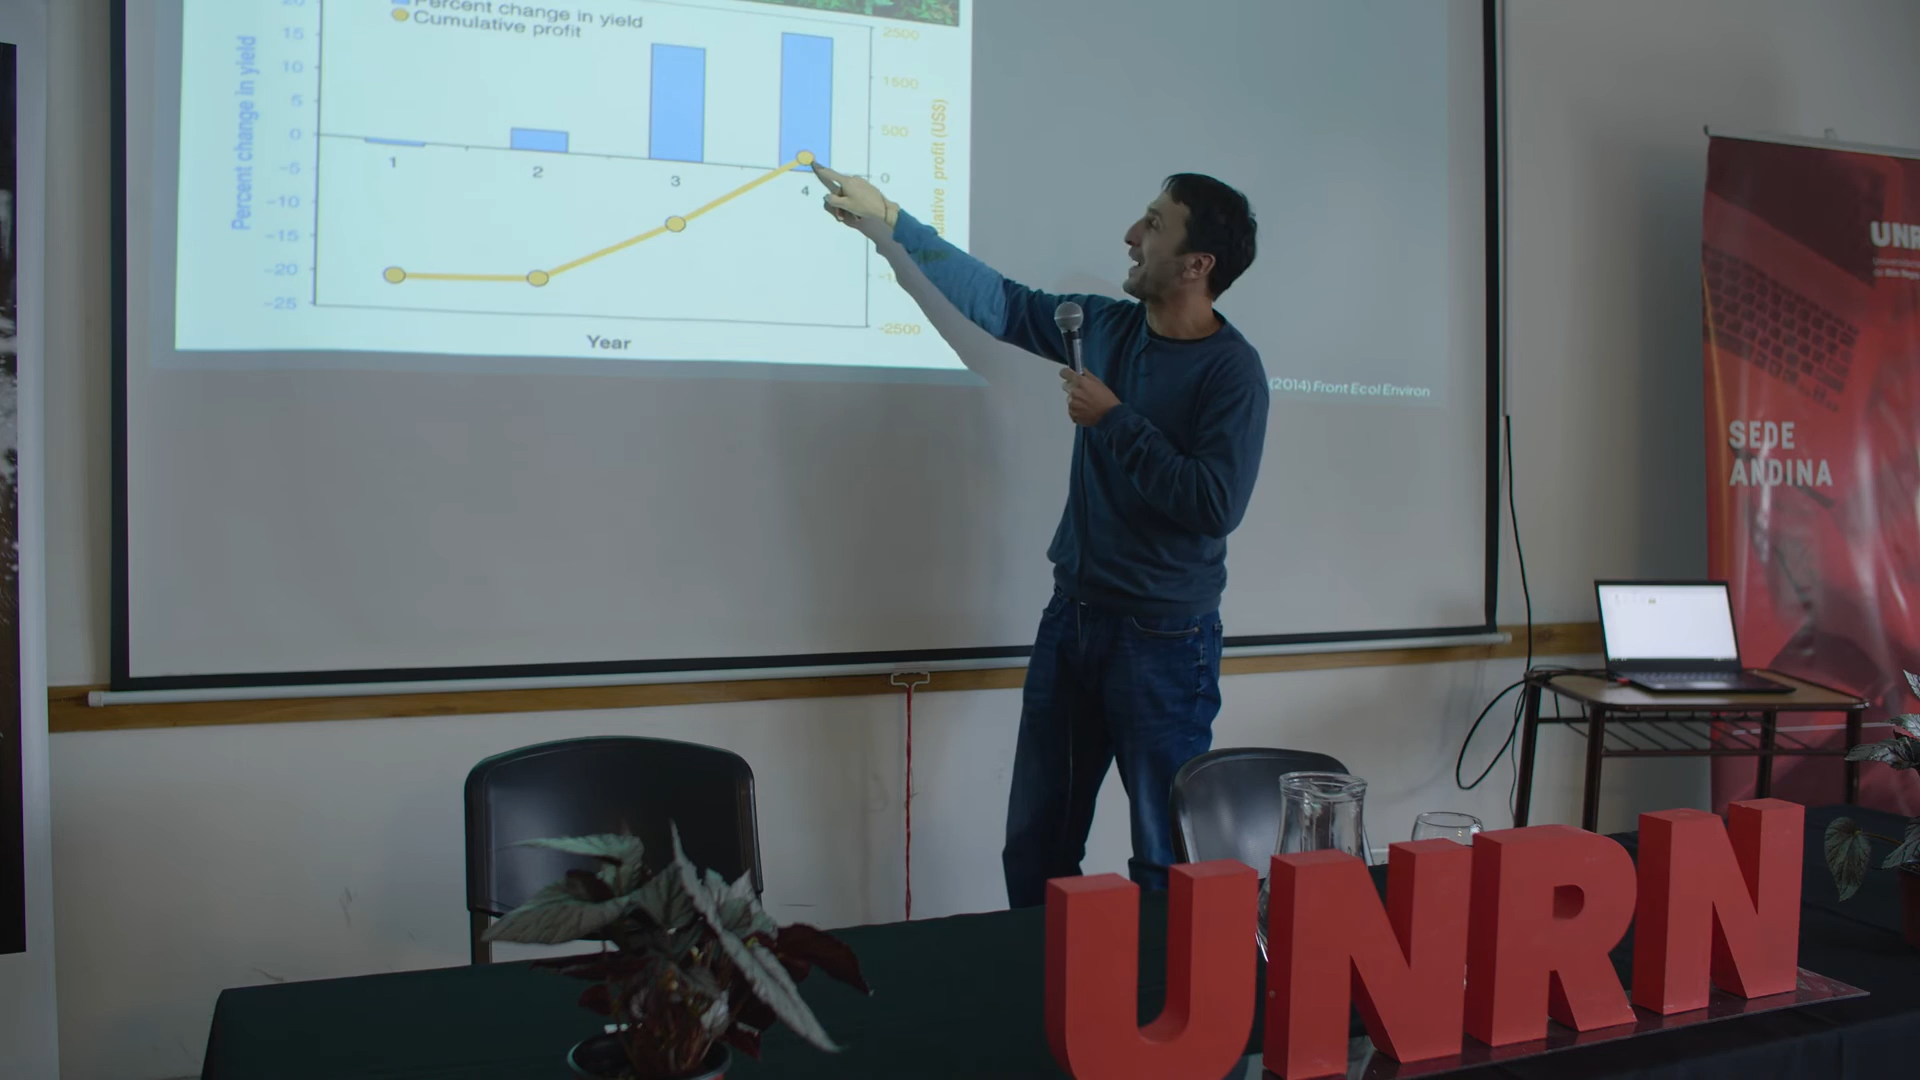 Percent change in yield
Cumulative profit
Percent change in yield
20
15
10
5
0
-5
-10
-15
-20
-25
2500
1500
500
0
-2500
profit (US$)
1
2
3
4
Year
(2014) Front Ecol Environ
SEDE
ANDINA
UNRN